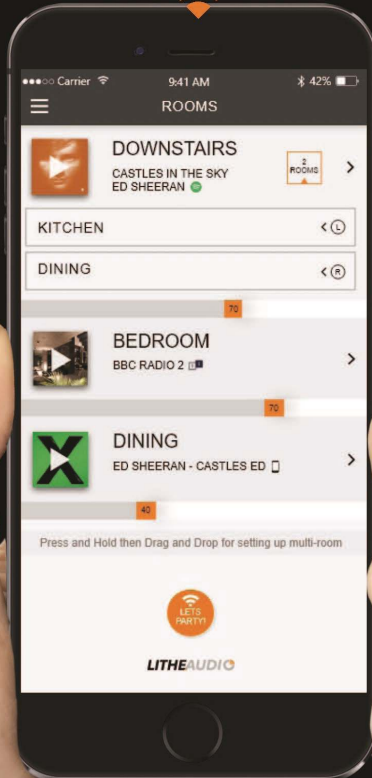 Carrier 9:41 AM 42%
ROOMS
DOWNSTAIRS
CASTLES IN THE SKY
ED SHEERAN
2
ROOMS
KITCHEN < L
DINING < R
70
BEDROOM
BBC RADIO 2
70
DINING
ED SHEERAN - CASTLES ED
40
Press and Hold then Drag and Drop for setting up multi-room
LETS
PARTY!
LITHEAUDIO